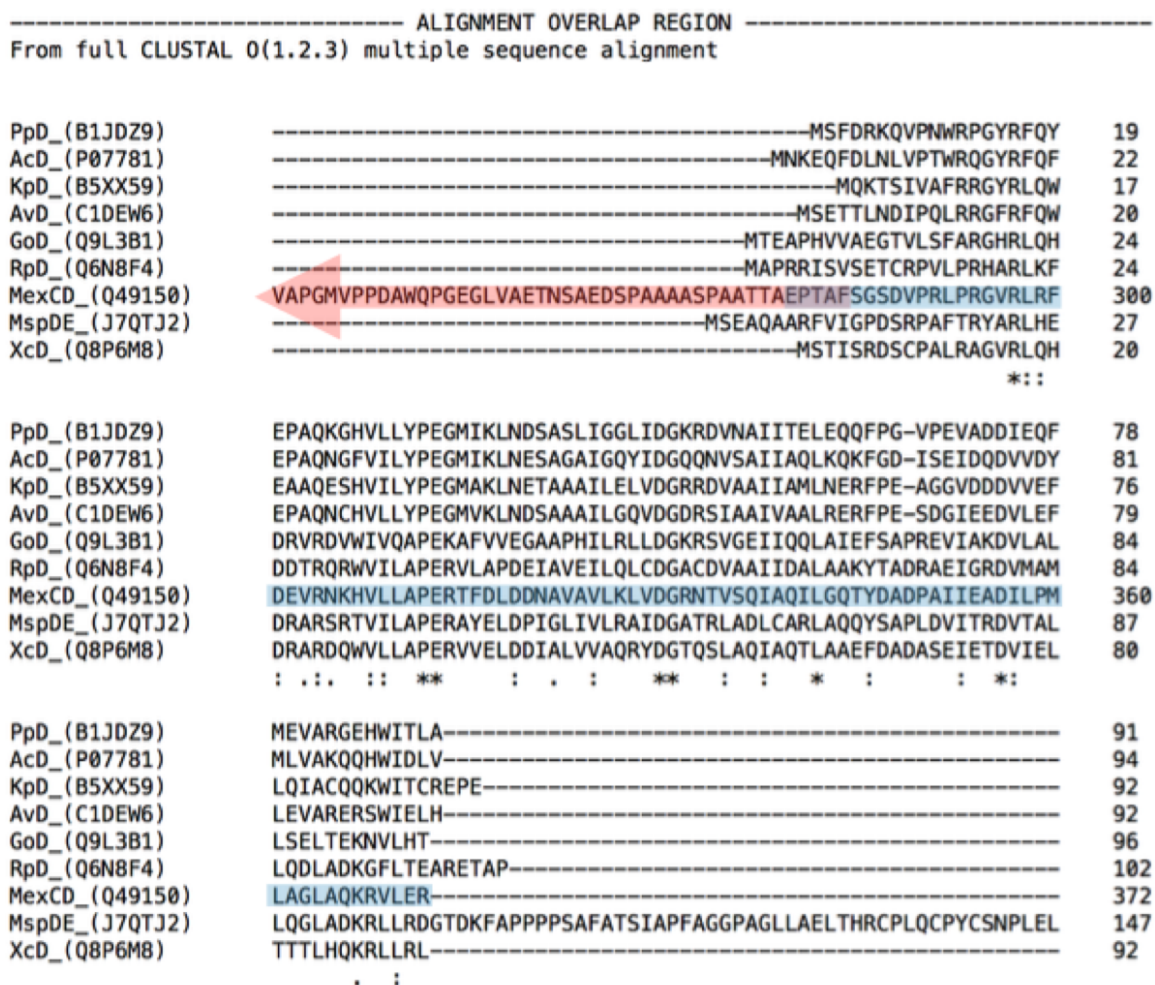 ------------------------------ ALIGNMENT OVERLAP REGION -------------------------------
From full CLUSTAL O(1.2.3) multiple sequence alignment
PpD_(B1JDZ9) -----------------------------------------MSFDRKQVPNWRPGYRFQY 19
AcD_(P07781) --------------------------------------MNKEQFDLNLVPTWRQGYRFQF 22
KpD_(B5XX59) -------------------------------------------MQKTSIVAFRRGYRLQW 17
AvD_(C1DEW6) ----------------------------------------MSETTLNDIPQLRRGFRFQW 20
GoD_(Q9L3B1) ------------------------------------MTEAPHVVAEGTVLSFARGHRLQH 24
RpD_(Q6N8F4) ------------------------------------MAPRRISVSETCRPVLPRHARLKF 24
MexCD_(Q49150) VAPGMVPPDAWQPGEGLVAETNSAEDSPAAAASPAATTAEPTAFSGSDVPRLPRGVRLRF 300
MspDE_(J7QTJ2) ---------------------------------MSEAQAARFVIGPDSRPAFTRYARLHE 27
XcD_(Q8P6M8) ----------------------------------------MSTISRDSCPALRAGVRLQH 20
*::
PpD_(B1JDZ9) EPAQKGHVLLYPEGMIKLNDSASLIGGLIDGKRDVNAIITELEQQFPG-VPEVADDIEQF 78
AcD_(P07781) EPAQNGFVILYPEGMIKLNESAGAIGQYIDGQQNVSAIIAQLKQKFGD-ISEIDQDVVDY 81
KpD_(B5XX59) EAAQESHVILYPEGMAKLNETAAAILELVDGRRDVAAIIAMLNERFPE-AGGVDDDVVEF 76
AvD_(C1DEW6) EPAQNCHVLLYPEGMVKLNDSAAAILGQVDGDRSIAAIVAALRERFPE-SDGIEEDVLEF 79
GoD_(Q9L3B1) DRVRDVWIVQAPEKAFVVEGAAPHILRLLDGKRSVGEIIQQLAIEFSAPREVIAKDVLAL 84
RpD_(Q6N8F4) DDTRQRWVILAPERVLAPDEIAVEILQLCDGACDVAAIIDALAAKYTADRAEIGRDVMAM 84
MexCD_(Q49150) DEVRNKHVLLAPERTFDLDDNAVAVLKLVDGRNTVSQIAQILGQTYDADPAIIEADILPM 360
MspDE_(J7QTJ2) DRARSRTVILAPERAYELDPIGLIVLRAIDGATRLADLCARLAQQYSAPLDVITRDVTAL 87
XcD_(Q8P6M8) DRARDQWVLLAPERVVELDDIALVVAQRYDGTQSLAQIAQTLAAEFDADASEIETDVIEL 80
: .:. :: ** : . : ** : : * : : *:
PpD_(B1JDZ9) MEVARGEHWITLA----------------------------------------------- 91
AcD_(P07781) MLVAKQQHWIDLV----------------------------------------------- 94
KpD_(B5XX59) LQIACQQKWITCREPE-------------------------------------------- 92
AvD_(C1DEW6) LEVARERSWIELH----------------------------------------------- 92
GoD_(Q9L3B1) LSELTEKNVLHT------------------------------------------------ 96
RpD_(Q6N8F4) LQDLADKGFLTEARETAP------------------------------------------ 102
MexCD_(Q49150) LAGLAQKRVLER------------------------------------------------ 372
MspDE_(J7QTJ2) LQGLADKRLLRDGTDKFAPPPPSAFATSIAPFAGGPAGLLAELTHRCPLQCPYCSNPLEL 147
XcD_(Q8P6M8) TTTLHQKRLLRL------------------------------------------------ 92
. :